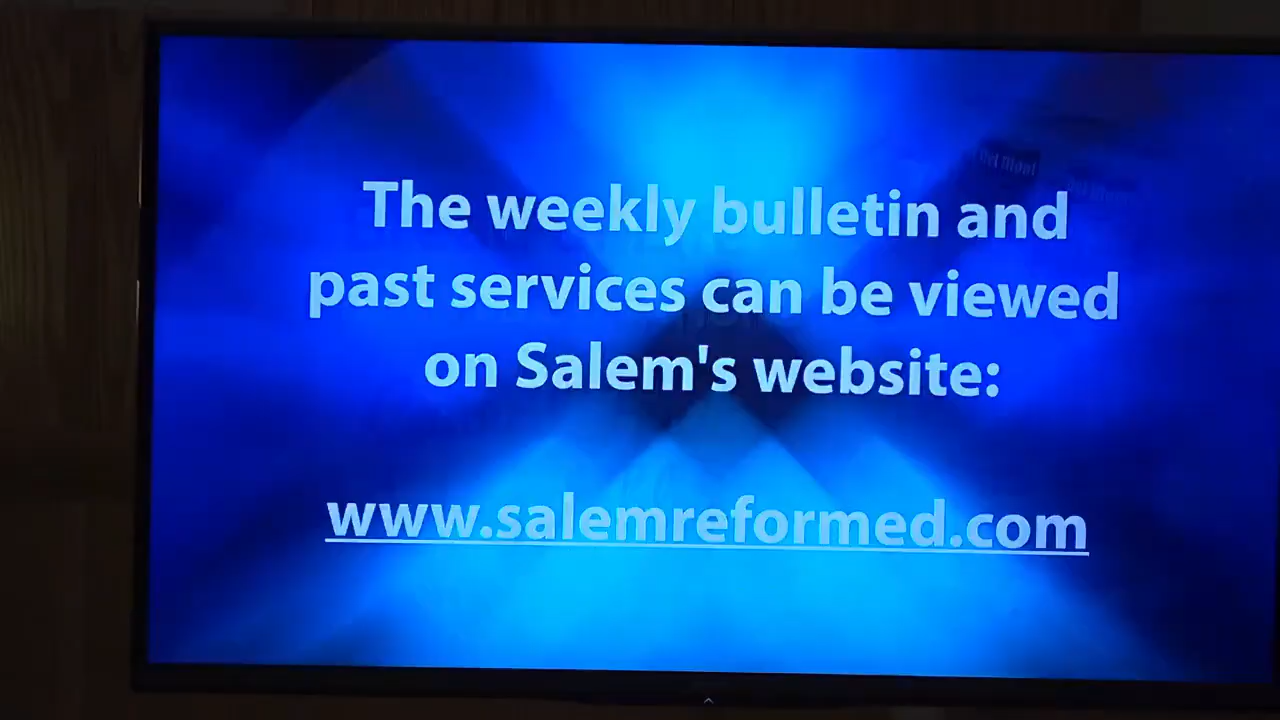 The weekly bulletin and
past services can be viewed
on Salem's website:
www.salemreformed.com